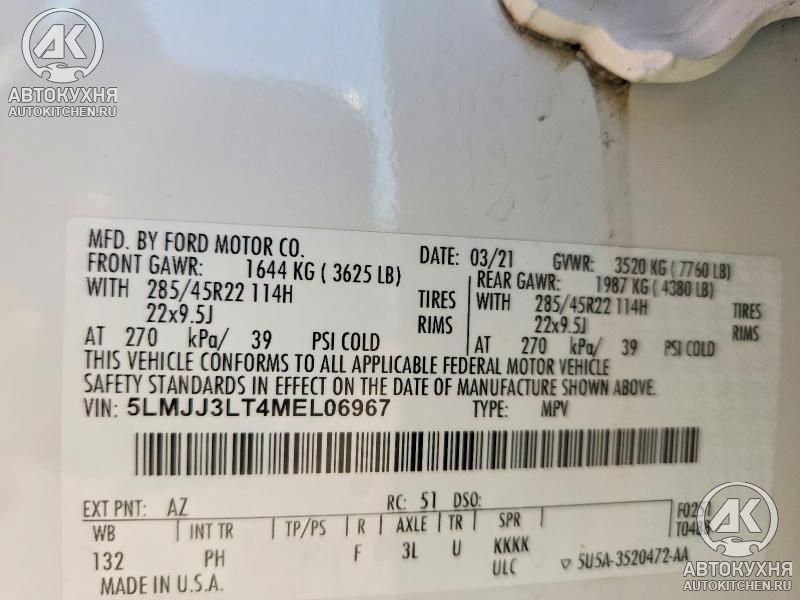 AK
АВТОКУХНЯ
AUTOKITCHEN.RU
MFD. BY FORD MOTOR CO.
DATE: 03/21 GVWR: 3520 KG ( 7760 LB)
FRONT GAWR: 1644 KG ( 3625 LB)
REAR GAWR: 1987 KG ( 4380 LB)
WITH 285/45R22 114H TIRES
WITH 285/45R22 114H TIRES
22x9.5J RIMS
22x9.5J RIMS
AT 270 kPa/ 39 PSI COLD
AT 270 kPa/ 39 PSI COLD
THIS VEHICLE CONFORMS TO ALL APPLICABLE FEDERAL MOTOR VEHICLE
SAFETY STANDARDS IN EFFECT ON THE DATE OF MANUFACTURE SHOWN ABOVE.
VIN: 5LMJJ3LT4MEL06967 TYPE: MPV
EXT PNT: AZ RC: 51 DSO:
WB INT TR TP/PS R AXLE TR SPR
132 PH F 3L U KKKK
ULC
MADE IN U.S.A.
5U5A-3520472-AA
AK
АВТОКУХНЯ
AUTOKITCHEN.RU